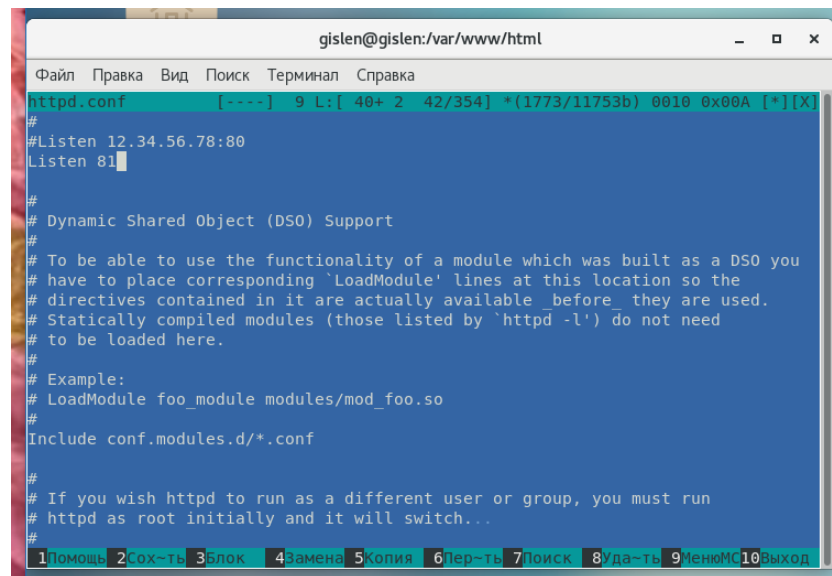 gislen@gislen:/var/www/html
Файл Правка Вид Поиск Терминал Справка
httpd.conf [----] 9 L:[ 40+ 2 42/354] *(1773/11753b) 0010 0x00A [*][X]
#
#Listen 12.34.56.78:80
Listen 81
#
# Dynamic Shared Object (DSO) Support
#
# To be able to use the functionality of a module which was built as a DSO you
# have to place corresponding `LoadModule' lines at this location so the
# directives contained in it are actually available _before_ they are used.
# Statically compiled modules (those listed by `httpd -l') do not need
# to be loaded here.
#
# Example:
# LoadModule foo_module modules/mod_foo.so
#
Include conf.modules.d/*.conf
#
# If you wish httpd to run as a different user or group, you must run
# httpd as root initially and it will switch...
#
1Помощь 2Сох~ть 3Блок 4Замена 5Копия 6Пер~ть 7Поиск 8Уда~ть 9МенюMC 10Выход